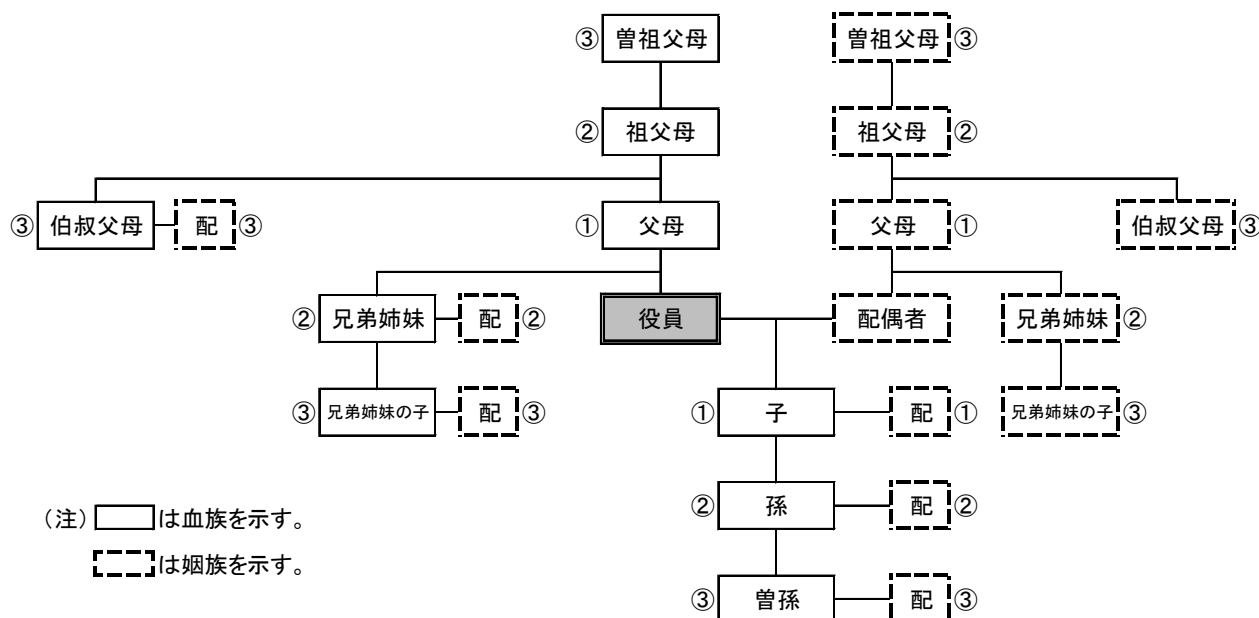 ③ 曽祖父母 曽祖父母 ③
② 祖父母 祖父母 ②
③ 伯叔父母 配 ③ ① 父母 父母 ① 伯叔父母 ③
② 兄弟姉妹 配 ② 役員 配偶者 兄弟姉妹 ②
③ 兄弟姉妹の子 配 ③ ① 子 配 ① 兄弟姉妹の子 ③
② 孫 配 ②
(注) は血族を示す。
は姻族を示す。
③ 曽孫 配 ③